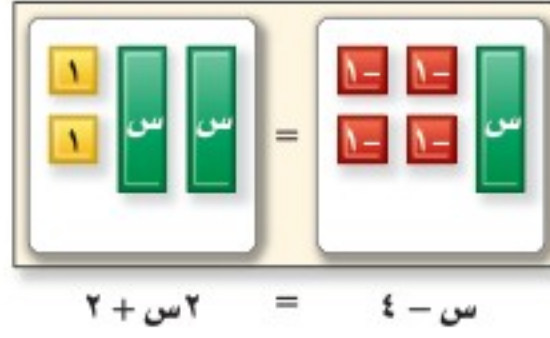 –١ –١ ١
س –١ –١ = س س ١
س – ٤ = ٢س + ٢